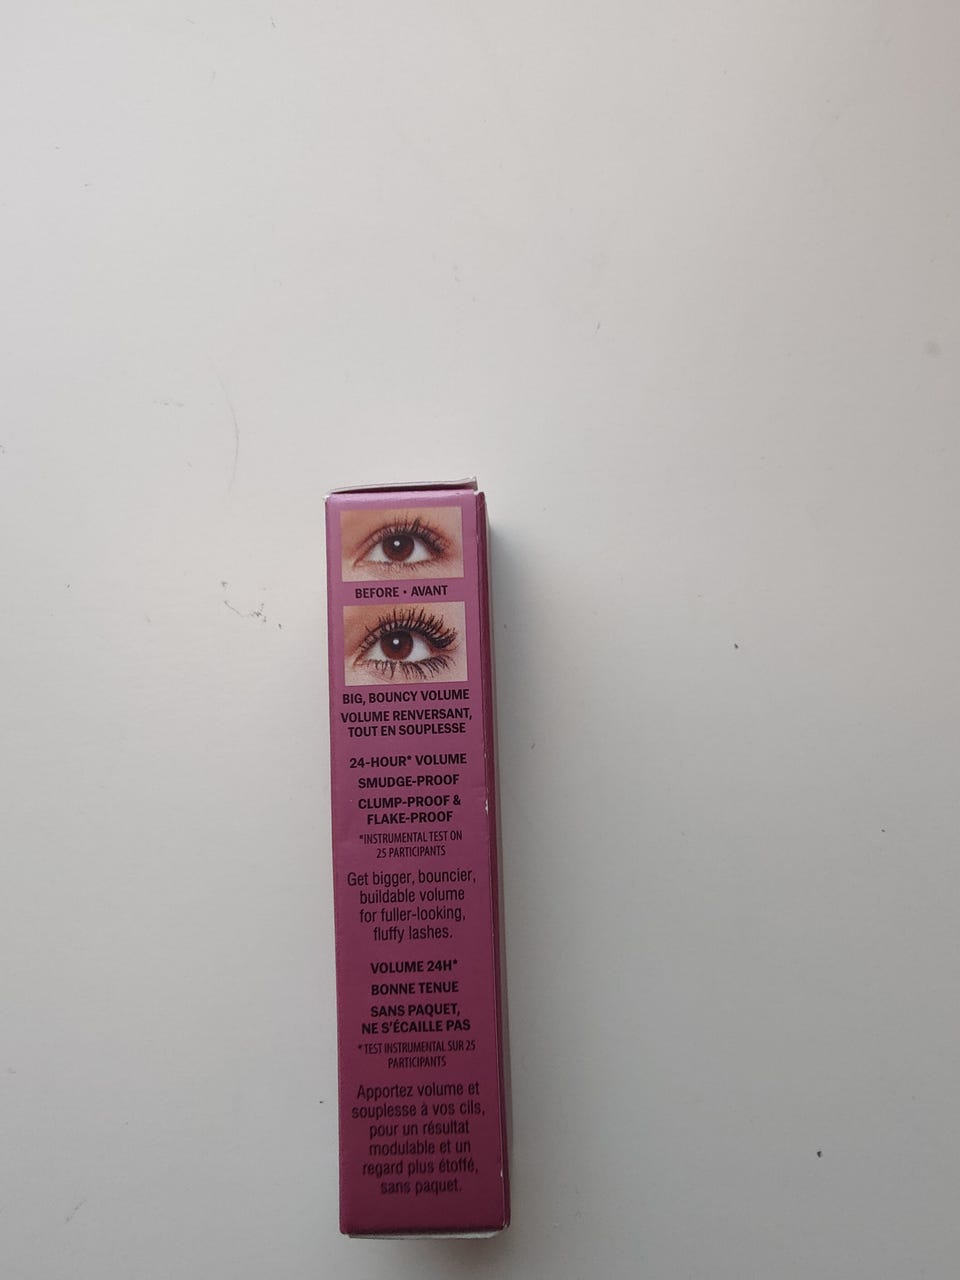 BEFORE • AVANT
BIG, BOUNCY VOLUME
VOLUME RENVERSANT,
TOUT EN SOUPLESSE
24-HOUR* VOLUME
SMUDGE-PROOF
CLUMP-PROOF &
FLAKE-PROOF
*INSTRUMENTAL TEST ON
25 PARTICIPANTS
Get bigger, bouncier,
buildable volume
for fuller-looking,
fluffy lashes.
VOLUME 24H*
BONNE TENUE
SANS PAQUET,
NE S'ÉCAILLE PAS
*TEST INSTRUMENTAL SUR 25
PARTICIPANTS
Apportez volume et
souplesse à vos cils,
pour un résultat
modulable et un
regard plus étoffé,
sans paquet.